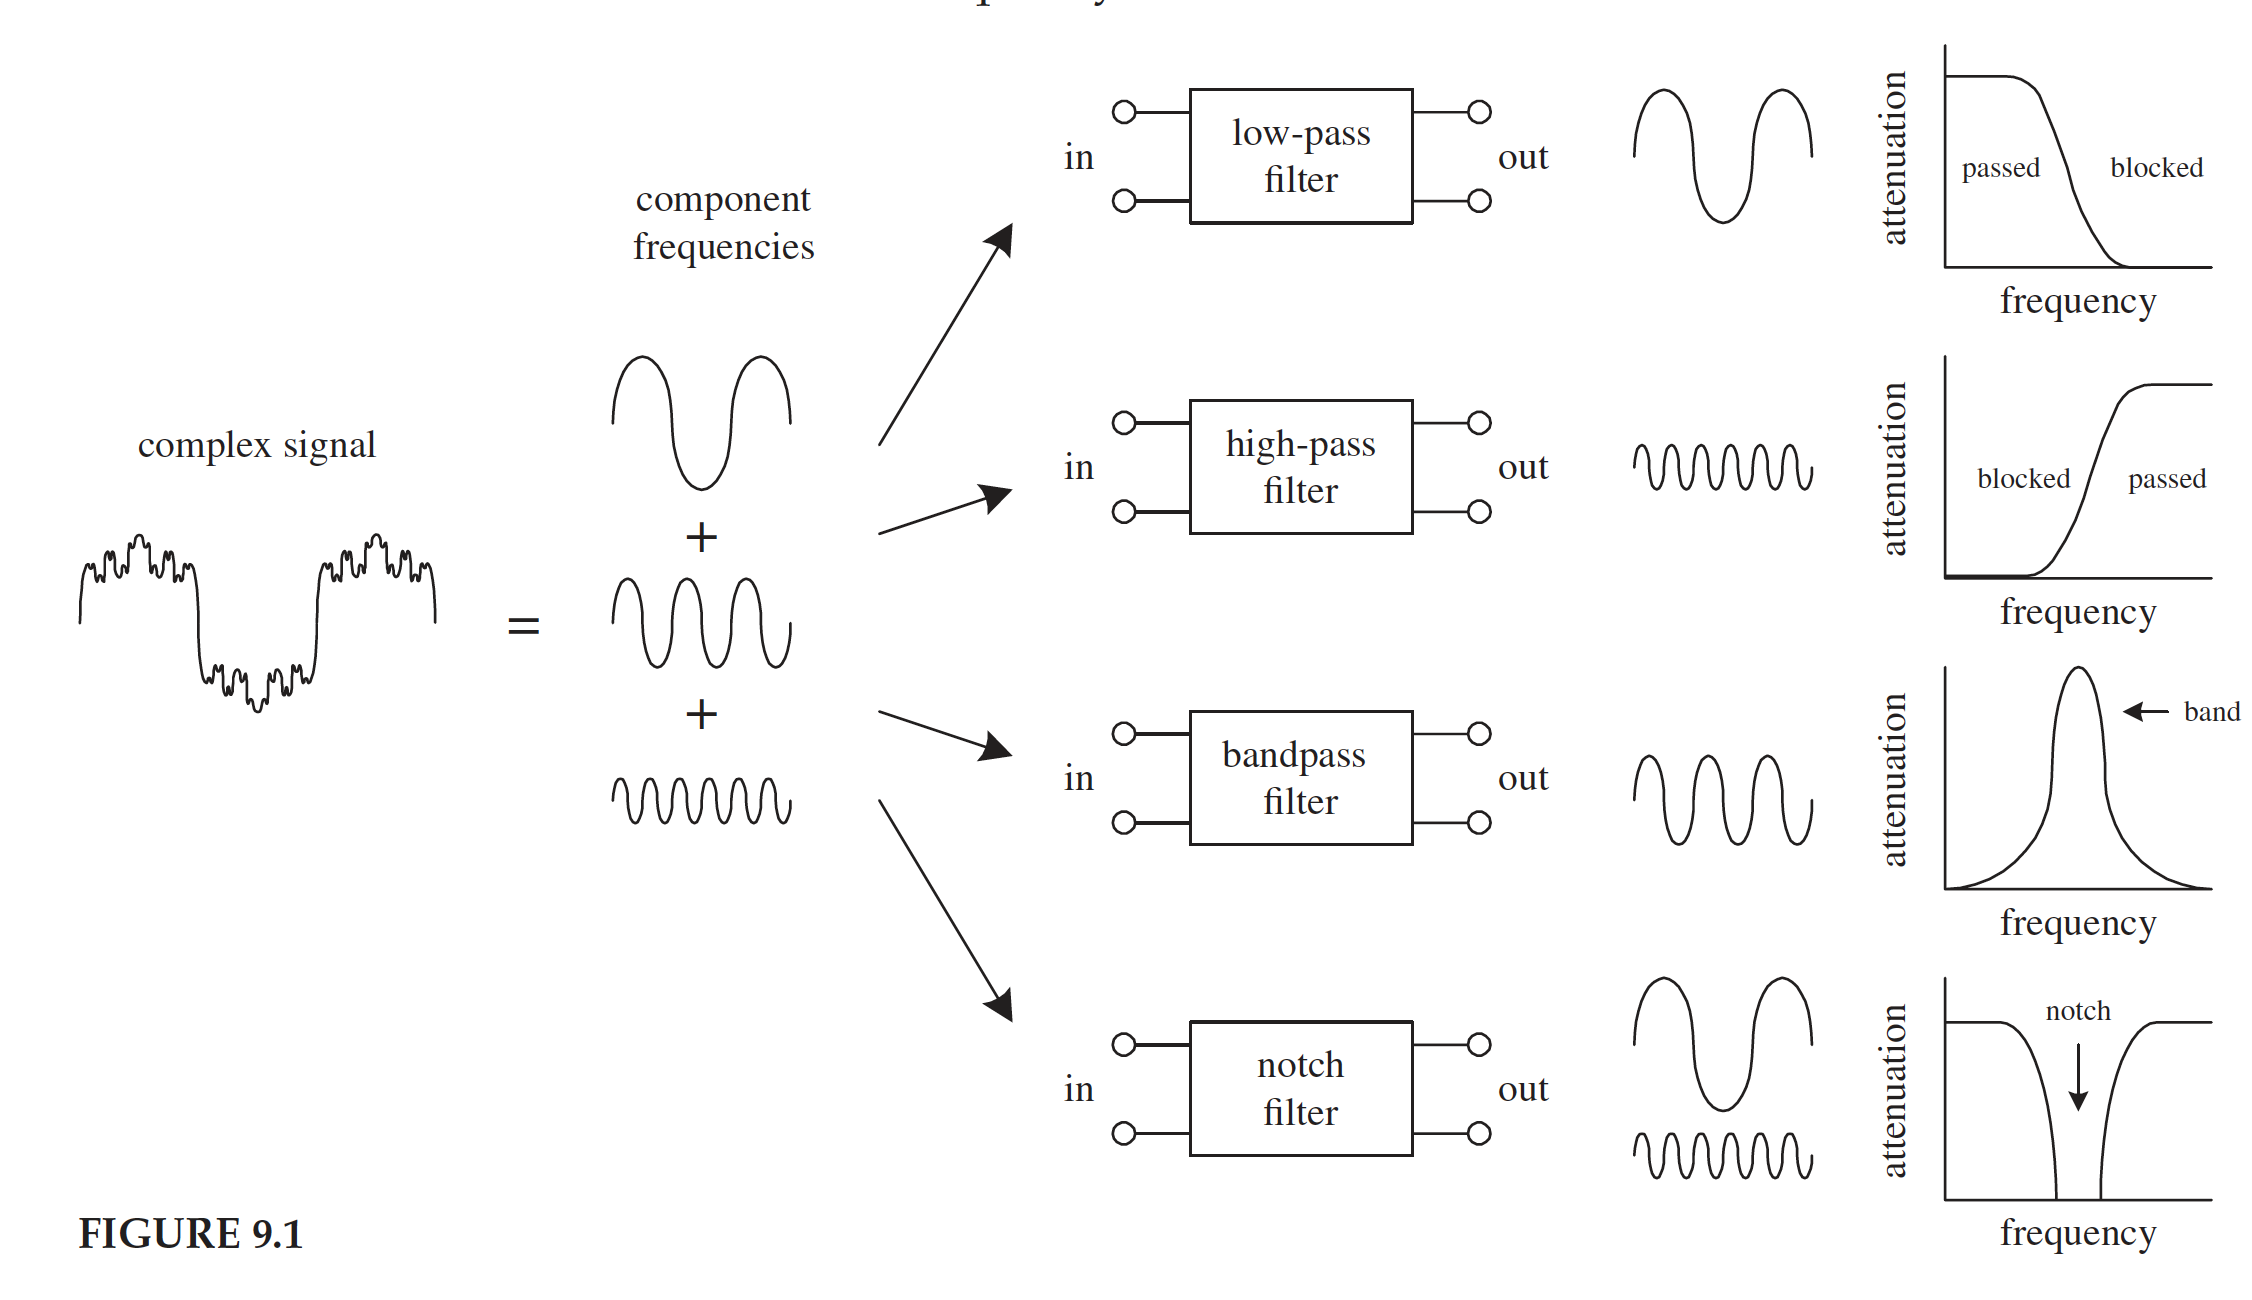 complex signal
=
component
frequencies
+
+
in
low-pass
filter
out
attenuation
passed
blocked
frequency
in
high-pass
filter
out
attenuation
blocked
passed
frequency
in
bandpass
filter
out
attenuation
band
frequency
in
notch
filter
out
attenuation
notch
frequency
FIGURE 9.1